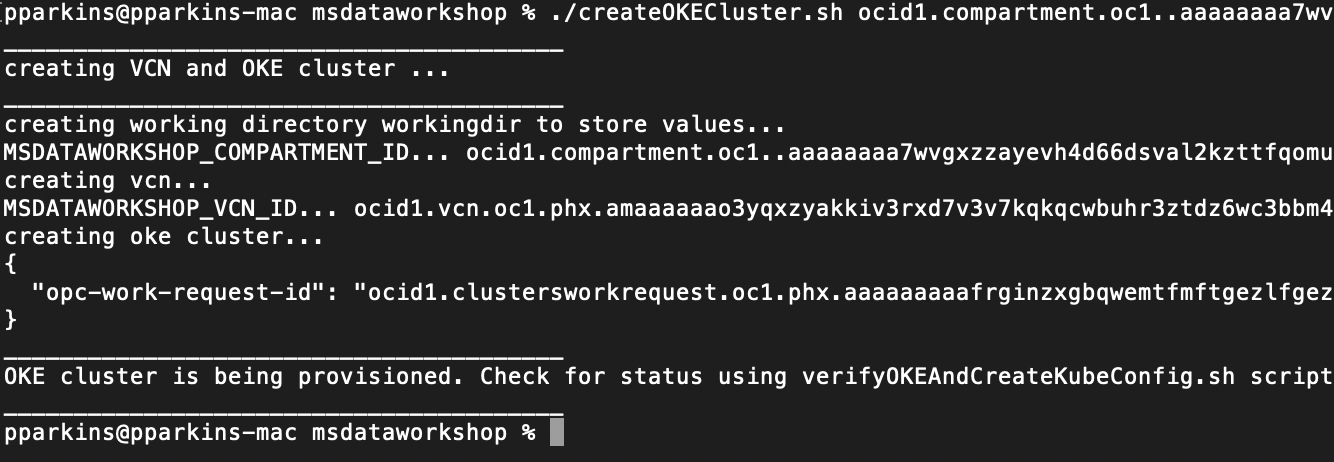 pparkins@pparkins-mac msdataworkshop % ./createOKECluster.sh ocid1.compartment.oc1..aaaaaaaa7wv
________________________________________
creating VCN and OKE cluster ...
________________________________________
creating working directory workingdir to store values...
MSDATAWORKSHOP_COMPARTMENT_ID... ocid1.compartment.oc1..aaaaaaaa7wvgxzzayevh4d66dsval2kzttfqomu
creating vcn...
MSDATAWORKSHOP_VCN_ID... ocid1.vcn.oc1.phx.amaaaaaao3yqxzyakkiv3rxd7v3v7kqkqcwbuhr3ztdz6wc3bbm4
creating oke cluster...
{
  "opc-work-request-id": "ocid1.clustersworkrequest.oc1.phx.aaaaaaaaafrginzxgbqwemtfmftgezlfgez
}
________________________________________
OKE cluster is being provisioned. Check for status using verifyOKEAndCreateKubeConfig.sh script
________________________________________
pparkins@pparkins-mac msdataworkshop %